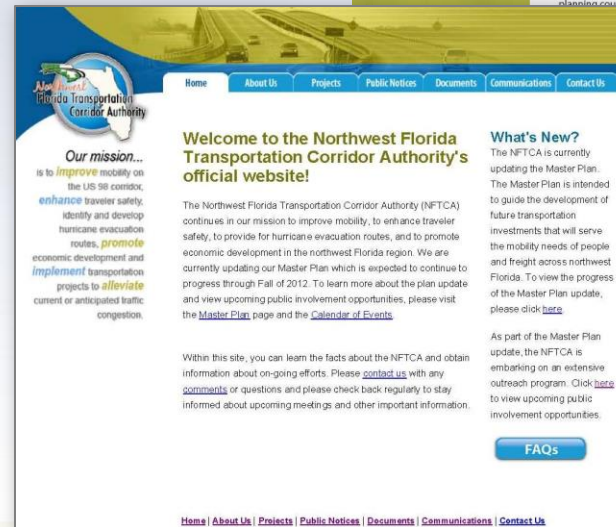 planning cou
Northwest
Florida Transportation
Corridor Authority
Home About Us Projects Public Notices Documents Communications Contact Us
Our mission...
is to improve mobility on
the US 98 corridor,
enhance traveler safety,
identify and develop
hurricane evacuation
routes, promote
economic development and
implement transportation
projects to alleviate
current or anticipated traffic
congestion.
Welcome to the Northwest Florida
Transportation Corridor Authority's
official website!
The Northwest Florida Transportation Corridor Authority (NFTCA)
continues in our mission to improve mobility, to enhance traveler
safety, to provide for hurricane evacuation routes, and to promote
economic development in the northwest Florida region. We are
currently updating our Master Plan which is expected to continue to
progress through Fall of 2012. To learn more about the plan update
and view upcoming public involvement opportunities, please visit
the Master Plan page and the Calendar of Events.
Within this site, you can learn the facts about the NFTCA and obtain
information about on-going efforts. Please contact us with any
comments or questions and please check back regularly to stay
informed about upcoming meetings and other important information.
What's New?
The NFTCA is currently
updating the Master Plan.
The Master Plan is intended
to guide the development of
future transportation
investments that will serve
the mobility needs of people
and freight across northwest
Florida. To view the progress
of the Master Plan update,
please click here.
As part of the Master Plan
update, the NFTCA is
embarking on an extensive
outreach program. Click here
to view upcoming public
involvement opportunities.
FAQs
Home | About Us | Projects | Public Notices | Documents | Communications | Contact Us